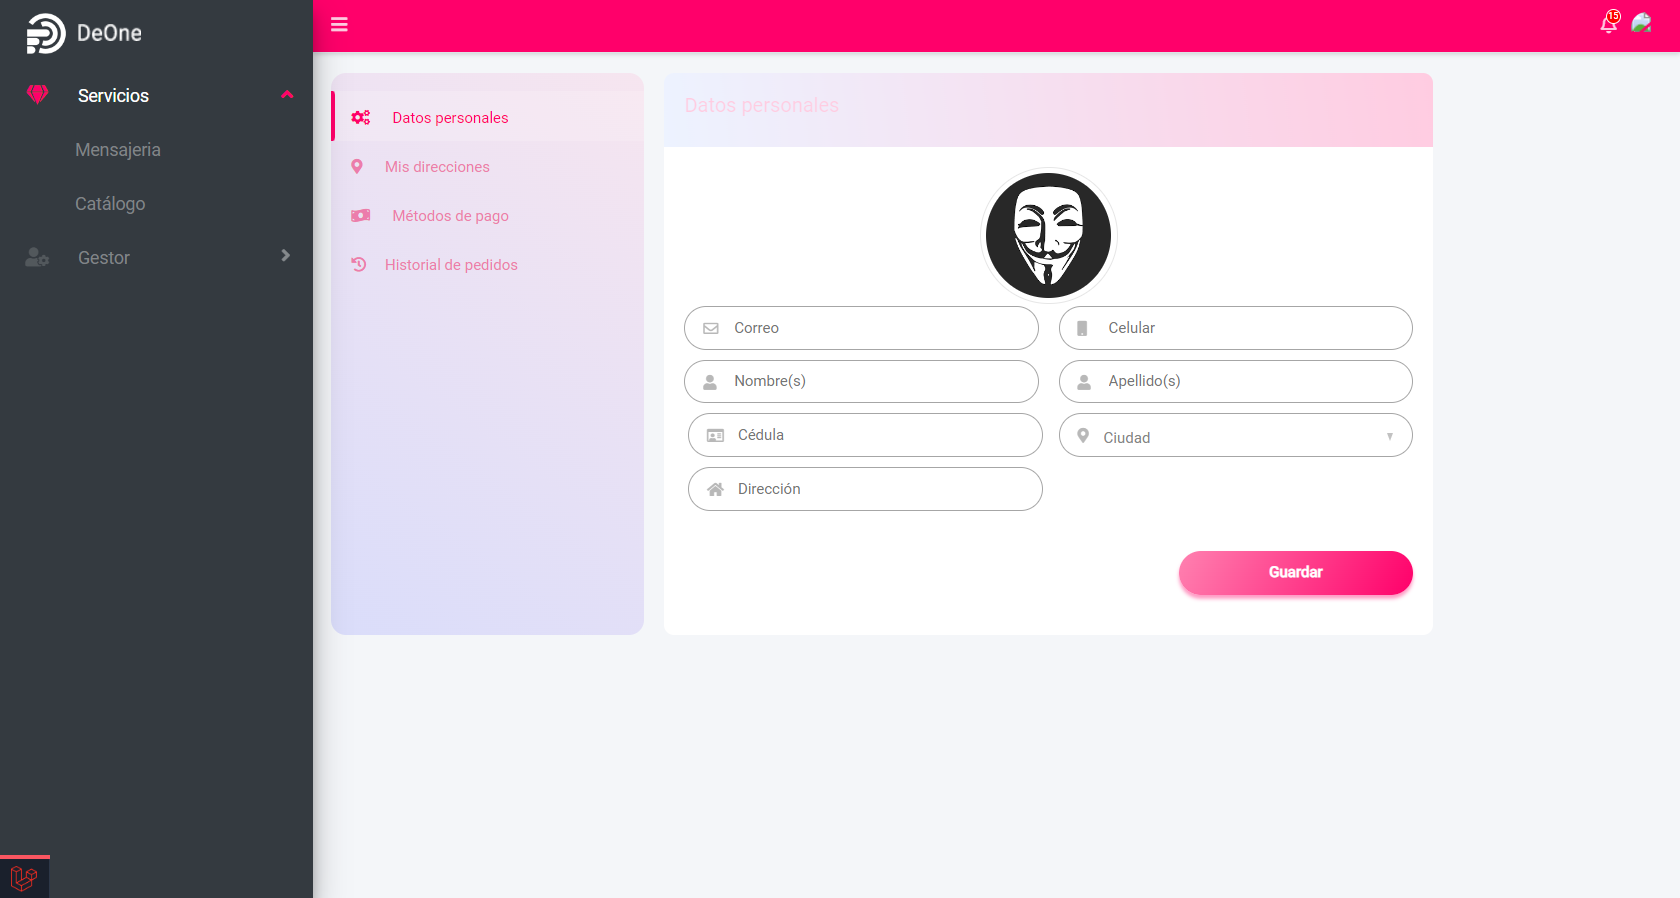 DeOne
15
Servicios
Mensajeria
Catálogo
Gestor
Datos personales
Mis direcciones
Métodos de pago
Historial de pedidos
Datos personales
Correo
Celular
Nombre(s)
Apellido(s)
Cédula
Ciudad
Dirección
Guardar